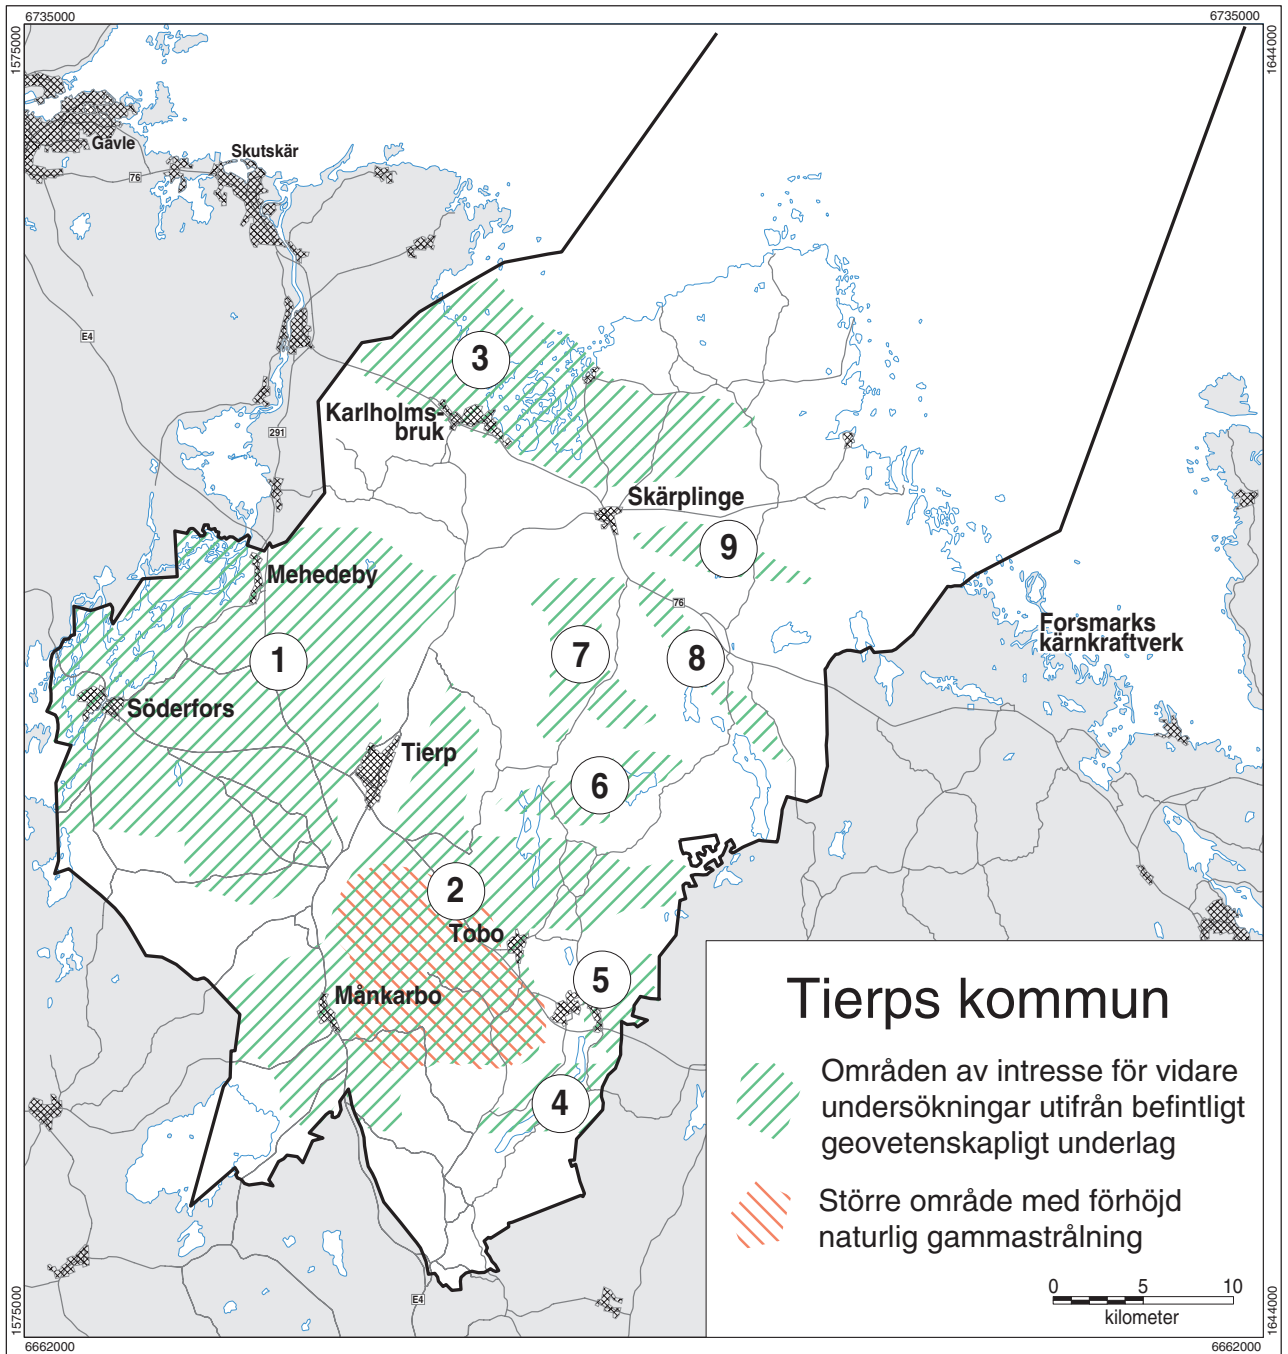 6735000
6735000
1575000
1644000
Gävle
Skutskär
76
E4
291
3
Karlholms-
bruk
Skärplinge
9
Mehedeby
76
Forsmarks
kärnkraftverk
1
7
8
Söderfors
Tierp
6
2
Tobo
5
Månkarbo
4
E4
Tierps kommun
Områden av intresse för vidare
undersökningar utifrån befintligt
geovetenskapligt underlag
Större område med förhöjd
naturlig gammastrålning
0 5 10
kilometer
1575000
1644000
6662000
6662000